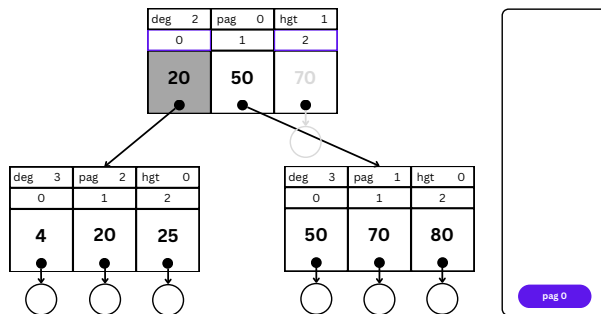 deg 2 pag 0 hgt 1
0 1 2
20 50 70
deg 3 pag 2 hgt 0
0 1 2
4 20 25
deg 3 pag 1 hgt 0
0 1 2
50 70 80
pag 0